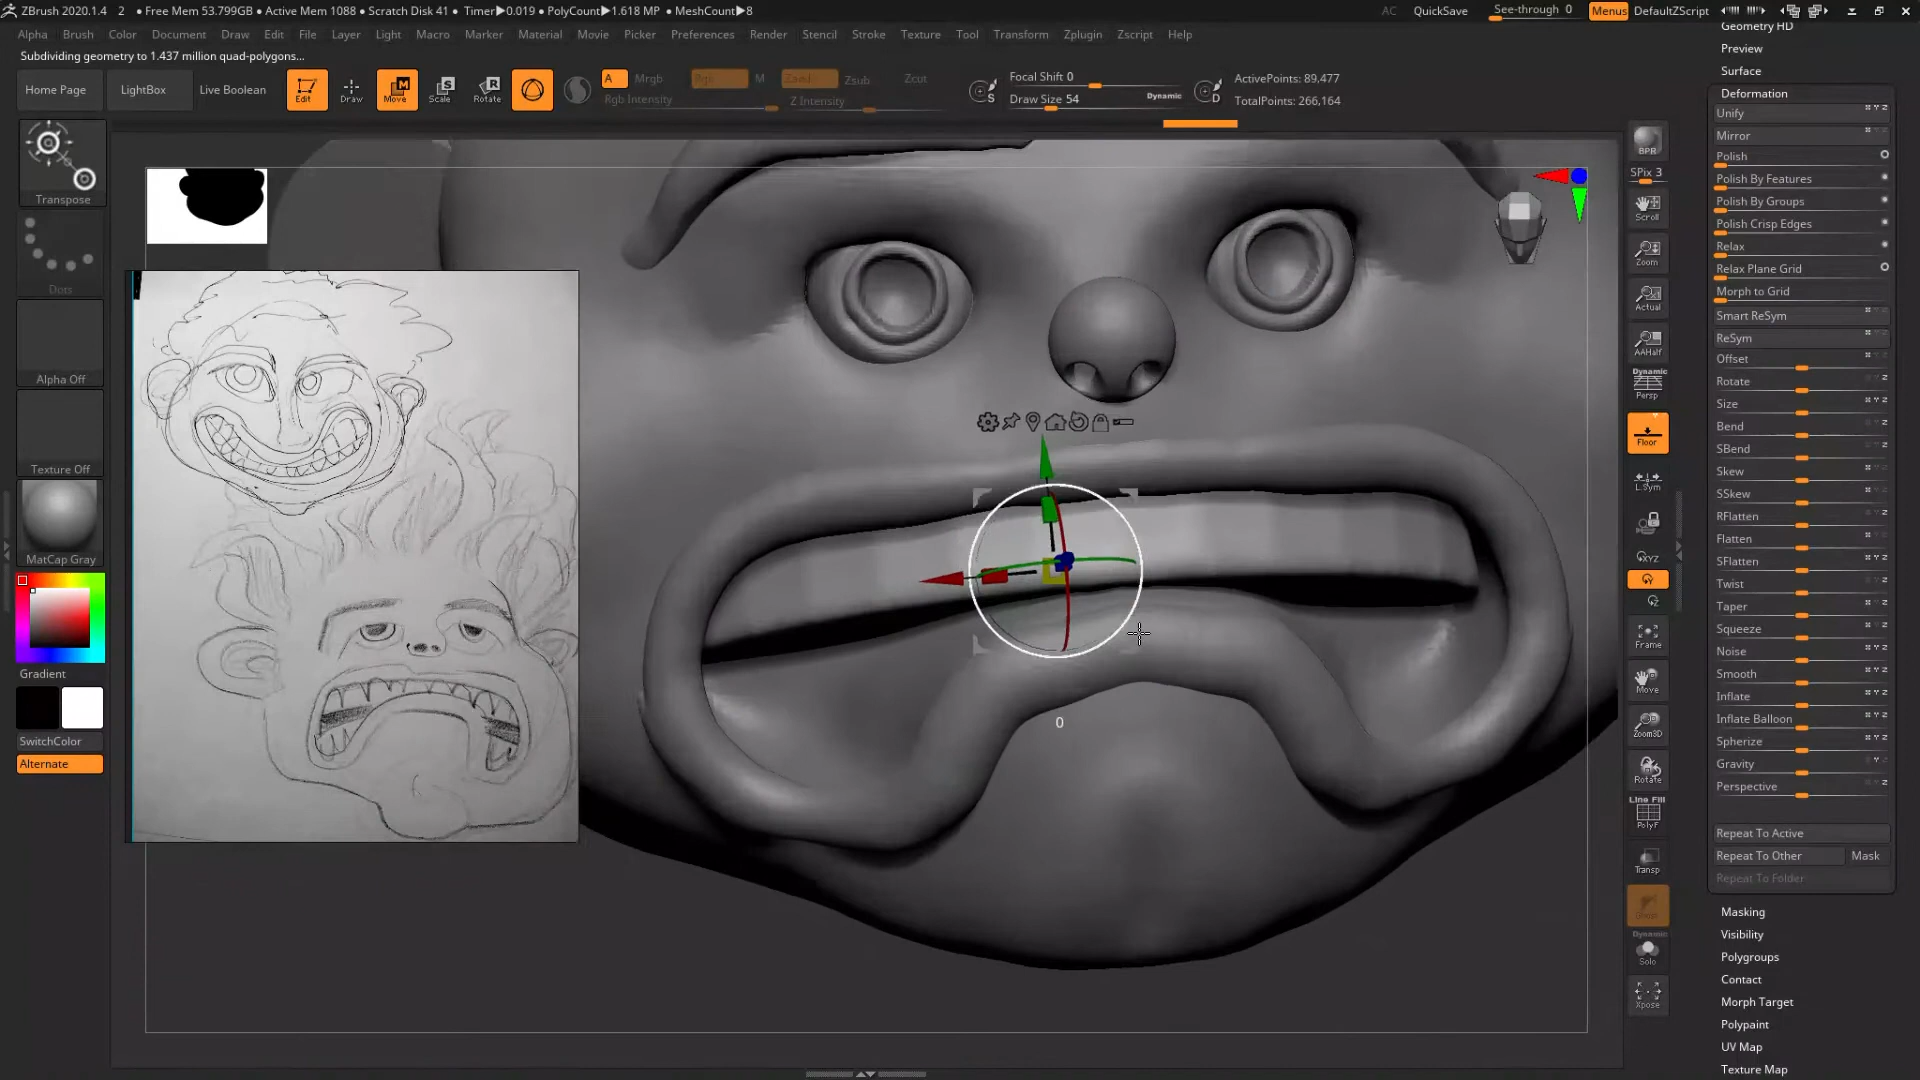 ZBrush 2020.1.4 2 • Free Mem 53.799GB • Active Mem 1088 • Scratch Disk 41 • Timer▶0.019 • PolyCount▶1.618 MP • MeshCount▶8 AC QuickSave See-through 0 Menus DefaultZScript
Alpha Brush Color Document Draw Edit File Layer Light Macro Marker Material Movie Picker Preferences Render Stencil Stroke Texture Tool Transform Zplugin Zscript Help
Subdividing geometry to 1.437 million quad-polygons...
Home Page LightBox Live Boolean Edit Draw Move Scale Rotate
A Mrgb Rgb M Zadd Zsub Zcut
Rgb Intensity Z Intensity
Focal Shift 0
Draw Size 54 Dynamic
S D
ActivePoints: 89,477
TotalPoints: 266,164
Transpose
Dots
Alpha Off
Texture Off
MatCap Gray
Gradient
SwitchColor
Alternate
0
BPR
SPix 3
Scroll
Zoom
Actual
AAHalf
Dynamic
Persp
Floor
L.Sym
XYZ
Y
Z
Frame
Move
Zoom3D
Rotate
Line Fill
PolyF
Transp
Dynamic
Solo
Xpose
Geometry HD
Preview
Surface
Deformation
Unify
Mirror
Polish
Polish By Features
Polish By Groups
Polish Crisp Edges
Relax
Relax Plane Grid
Morph to Grid
Smart ReSym
ReSym
Offset
Rotate
Size
Bend
SBend
Skew
SSkew
RFlatten
Flatten
SFlatten
Twist
Taper
Squeeze
Noise
Smooth
Inflate
Inflate Balloon
Spherize
Gravity
Perspective
Repeat To Active
Repeat To Other Mask
Repeat To Folder
Masking
Visibility
Polygroups
Contact
Morph Target
Polypaint
UV Map
Texture Map